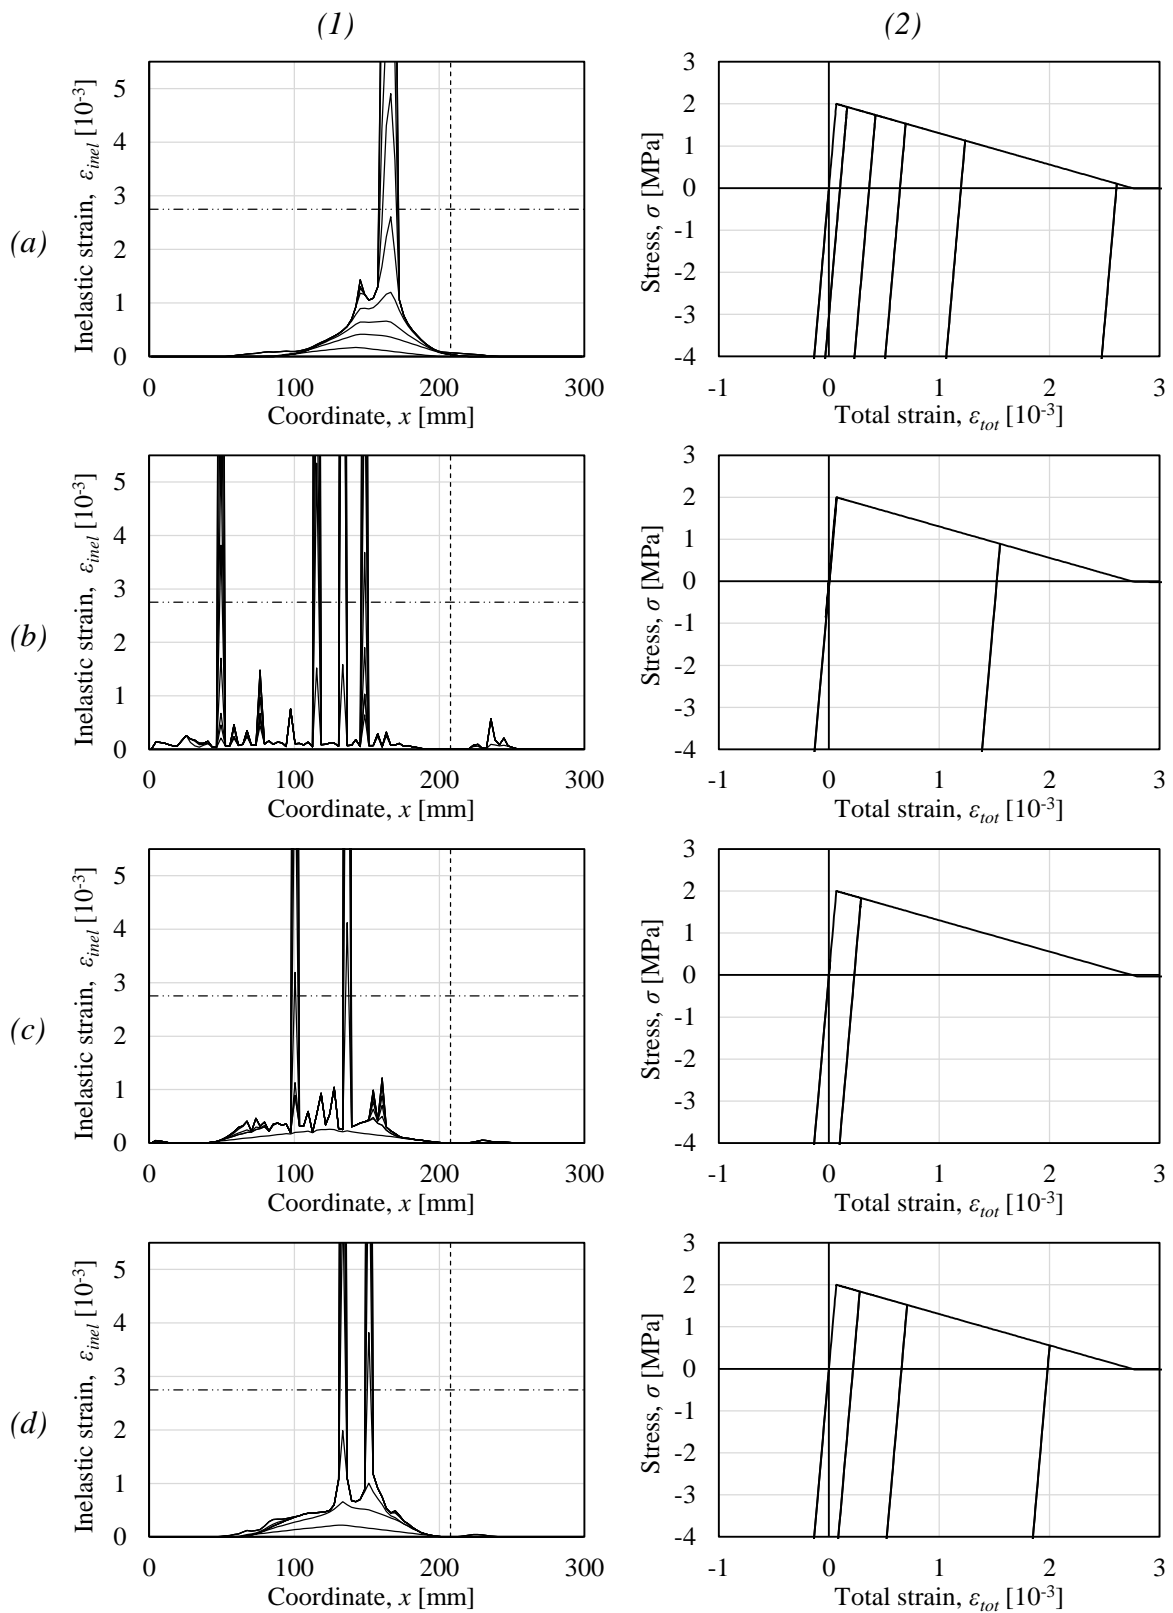 (1) (2)
(a)
Inelastic strain, εinel [10-3]
5
4
3
2
1
0
0 100 200 300
Coordinate, x [mm]
Stress, σ [MPa]
3
2
1
0
-1
-2
-3
-4
-1 0 1 2 3
Total strain, εtot [10-3]
(b)
Inelastic strain, εinel [10-3]
5
4
3
2
1
0
0 100 200 300
Coordinate, x [mm]
Stress, σ [MPa]
3
2
1
0
-1
-2
-3
-4
-1 0 1 2 3
Total strain, εtot [10-3]
(c)
Inelastic strain, εinel [10-3]
5
4
3
2
1
0
0 100 200 300
Coordinate, x [mm]
Stress, σ [MPa]
3
2
1
0
-1
-2
-3
-4
-1 0 1 2 3
Total strain, εtot [10-3]
(d)
Inelastic strain, εinel [10-3]
5
4
3
2
1
0
0 100 200 300
Coordinate, x [mm]
Stress, σ [MPa]
3
2
1
0
-1
-2
-3
-4
-1 0 1 2 3
Total strain, εtot [10-3]